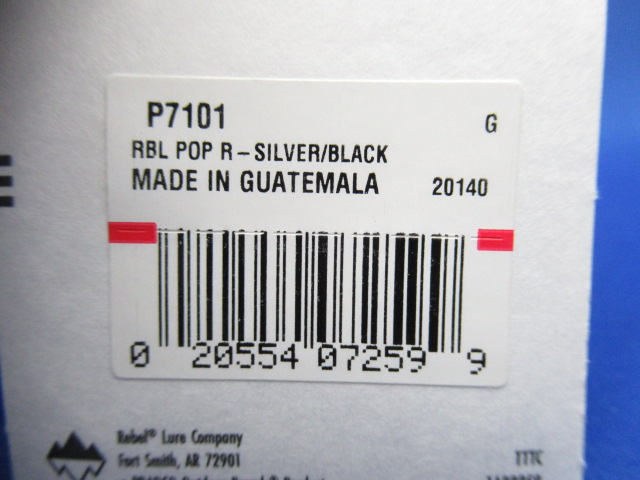 P7101 G
RBL POP R-SILVER/BLACK
MADE IN GUATEMALA 20140
0 20554 07259 9
Rebel® Lure Company
Fort Smith, AR 72901 TTTC